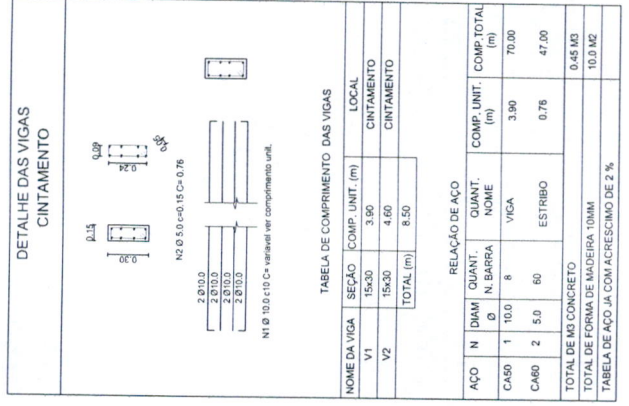 DETALHE DAS VIGAS
CINTAMENTO
0.15
0.30
0.09
0.24
N2 Ø 5.0 c=0.15 C= 0.76
2 Ø10.0
2 Ø10.0
2 Ø10.0
2 Ø10.0
N1 Ø 10.0 c10 C= variavel ver comprimento unit.
TABELA DE COMPRIMENTO DAS VIGAS
NOME DA VIGA SEÇÃO COMP. UNIT. (m) LOCAL
V1 15x30 3.90 CINTAMENTO
V2 15x30 4.60 CINTAMENTO
TOTAL (m) 8.50
RELAÇÃO DE AÇO
AÇO N DIAM Ø QUANT. N. BARRA QUANT. NOME COMP. UNIT. (m) COMP.TOTAL (m)
CA50 1 10.0 8 VIGA 3.90 70.00
CA60 2 5.0 60 ESTRIBO 0.76 47.00
TOTAL DE M3 CONCRETO 0.45 M3
TOTAL DE FORMA DE MADEIRA 10MM 10.0 M2
TABELA DE AÇO JA COM ACRESCIMO DE 2 %